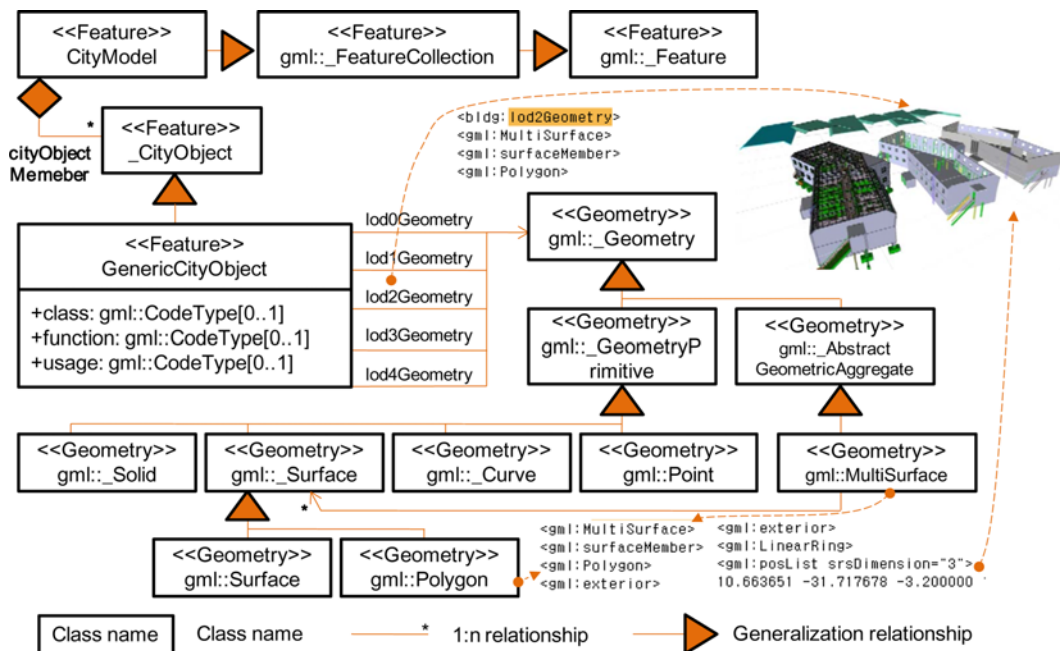 <<Feature>>
CityModel
<<Feature>>
gml::_FeatureCollection
<<Feature>>
gml::_Feature
*
cityObject
Memeber
<<Feature>>
_CityObject
<bldg:lod2Geometry>
<gml:MultiSurface>
<gml:surfaceMember>
<gml:Polygon>
<<Feature>>
GenericCityObject
+class: gml::CodeType[0..1]
+function: gml::CodeType[0..1]
+usage: gml::CodeType[0..1]
lod0Geometry
lod1Geometry
lod2Geometry
lod3Geometry
lod4Geometry
<<Geometry>>
gml::_Geometry
<<Geometry>>
gml::_GeometryP
rimitive
<<Geometry>>
gml::_Abstract
GeometricAggregate
<<Geometry>>
gml::_Solid
<<Geometry>>
gml::_Surface
<<Geometry>>
gml::_Curve
<<Geometry>>
gml::Point
<<Geometry>>
gml::MultiSurface
*
<<Geometry>>
gml::Surface
<<Geometry>>
gml::Polygon
<gml:MultiSurface>
<gml:surfaceMember>
<gml:Polygon>
<gml:exterior>
<gml:exterior>
<gml:LinearRing>
<gml:posList srsDimension="3">
10.663651 -31.717678 -3.200000
Class name
Class name
*
1:n relationship
Generalization relationship